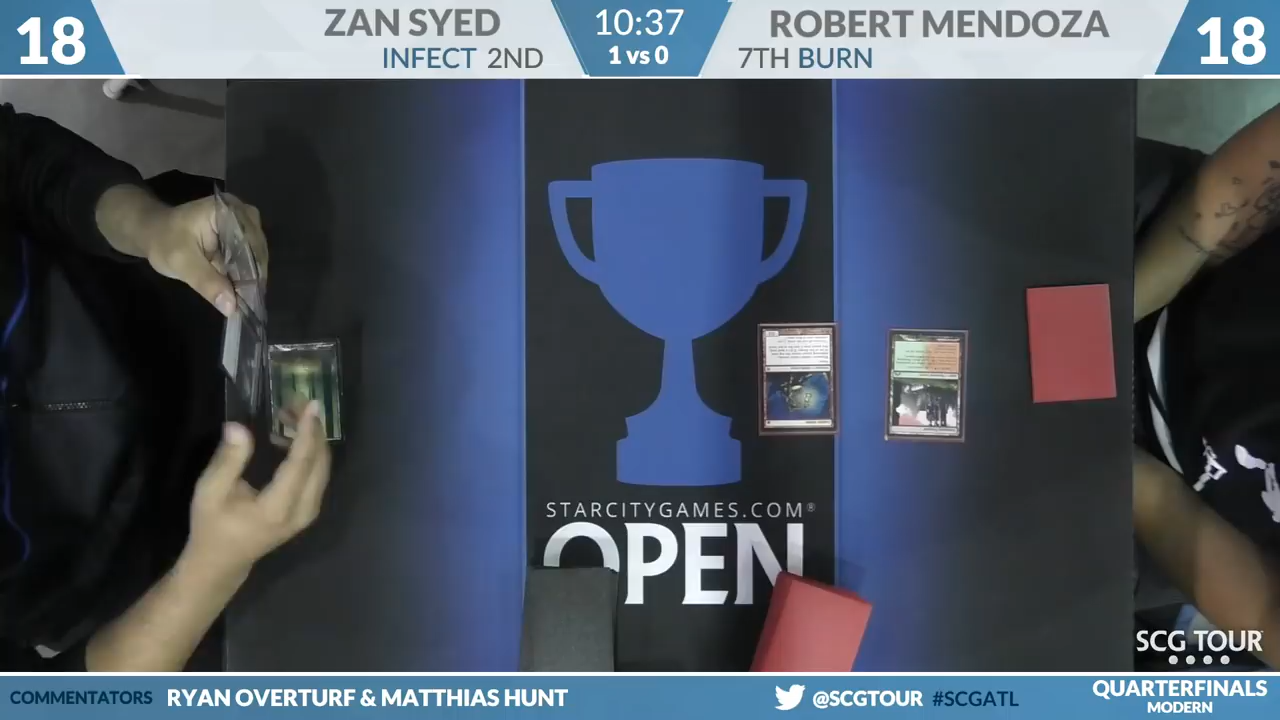 18
ZAN SYED
INFECT 2ND
10:37
1 vs 0
ROBERT MENDOZA
7TH BURN
18
STARCITYGAMES.COM®
OPEN
SCG TOUR
COMMENTATORS RYAN OVERTURF & MATTHIAS HUNT
@SCGTOUR #SCGATL
QUARTERFINALS
MODERN